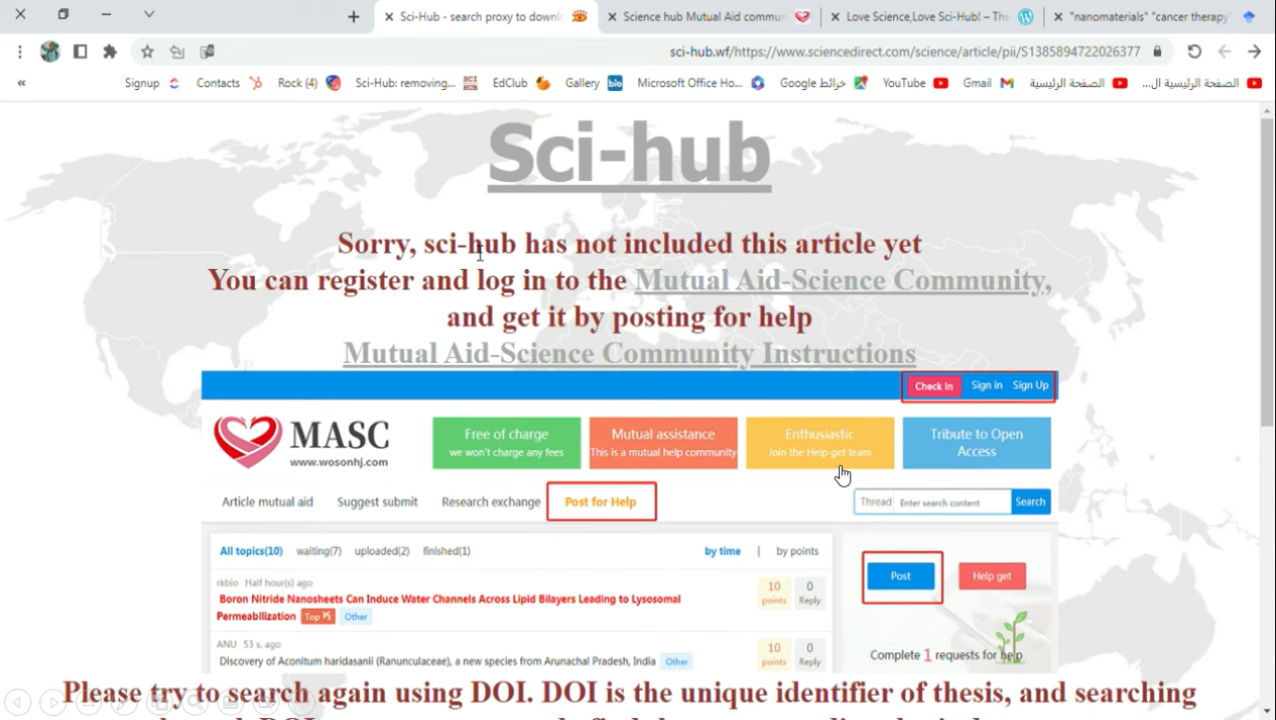 Sci-Hub - search proxy to downl
Science hub Mutual Aid commu
Love Science,Love Sci-Hub! – The
"nanomaterials" "cancer therapy"
sci-hub.wf/https://www.sciencedirect.com/science/article/pii/S1385894722026377
« Signup Contacts Rock (4) Sci-Hub: removing... SCI HUB EdClub Gallery blo Microsoft Office Ho... خرائط Google YouTube Gmail الصفحة الرئيسية الصفحة الرئيسية ال...
Sci-hub
Sorry, sci-hub has not included this article yet
You can register and log in to the Mutual Aid-Science Community,
and get it by posting for help
Mutual Aid-Science Community Instructions
Check In Sign in Sign Up
MASC
www.wosonhj.com
Free of charge
we won't charge any fees
Mutual assistance
This is a mutual help community
Enthusiastic
Join the Help get team
Tribute to Open
Access
Article mutual aid Suggest submit Research exchange Post for Help
Thread Enter search content Search
All topics(10) waiting(7) uploaded(2) finished(1) by time | by points
rkbio Half hour(s) ago
Boron Nitride Nanosheets Can Induce Water Channels Across Lipid Bilayers Leading to Lysosomal
Permeabilization Top Other
10 points 0 Reply
Post Help get
ANU 53 s. ago
Discovery of Aconitum haridasanii (Ranunculaceae), a new species from Arunachal Pradesh, India Other
10 points 0 Reply
Complete 1 requests for help
Please try to search again using DOI. DOI is the unique identifier of thesis, and searching